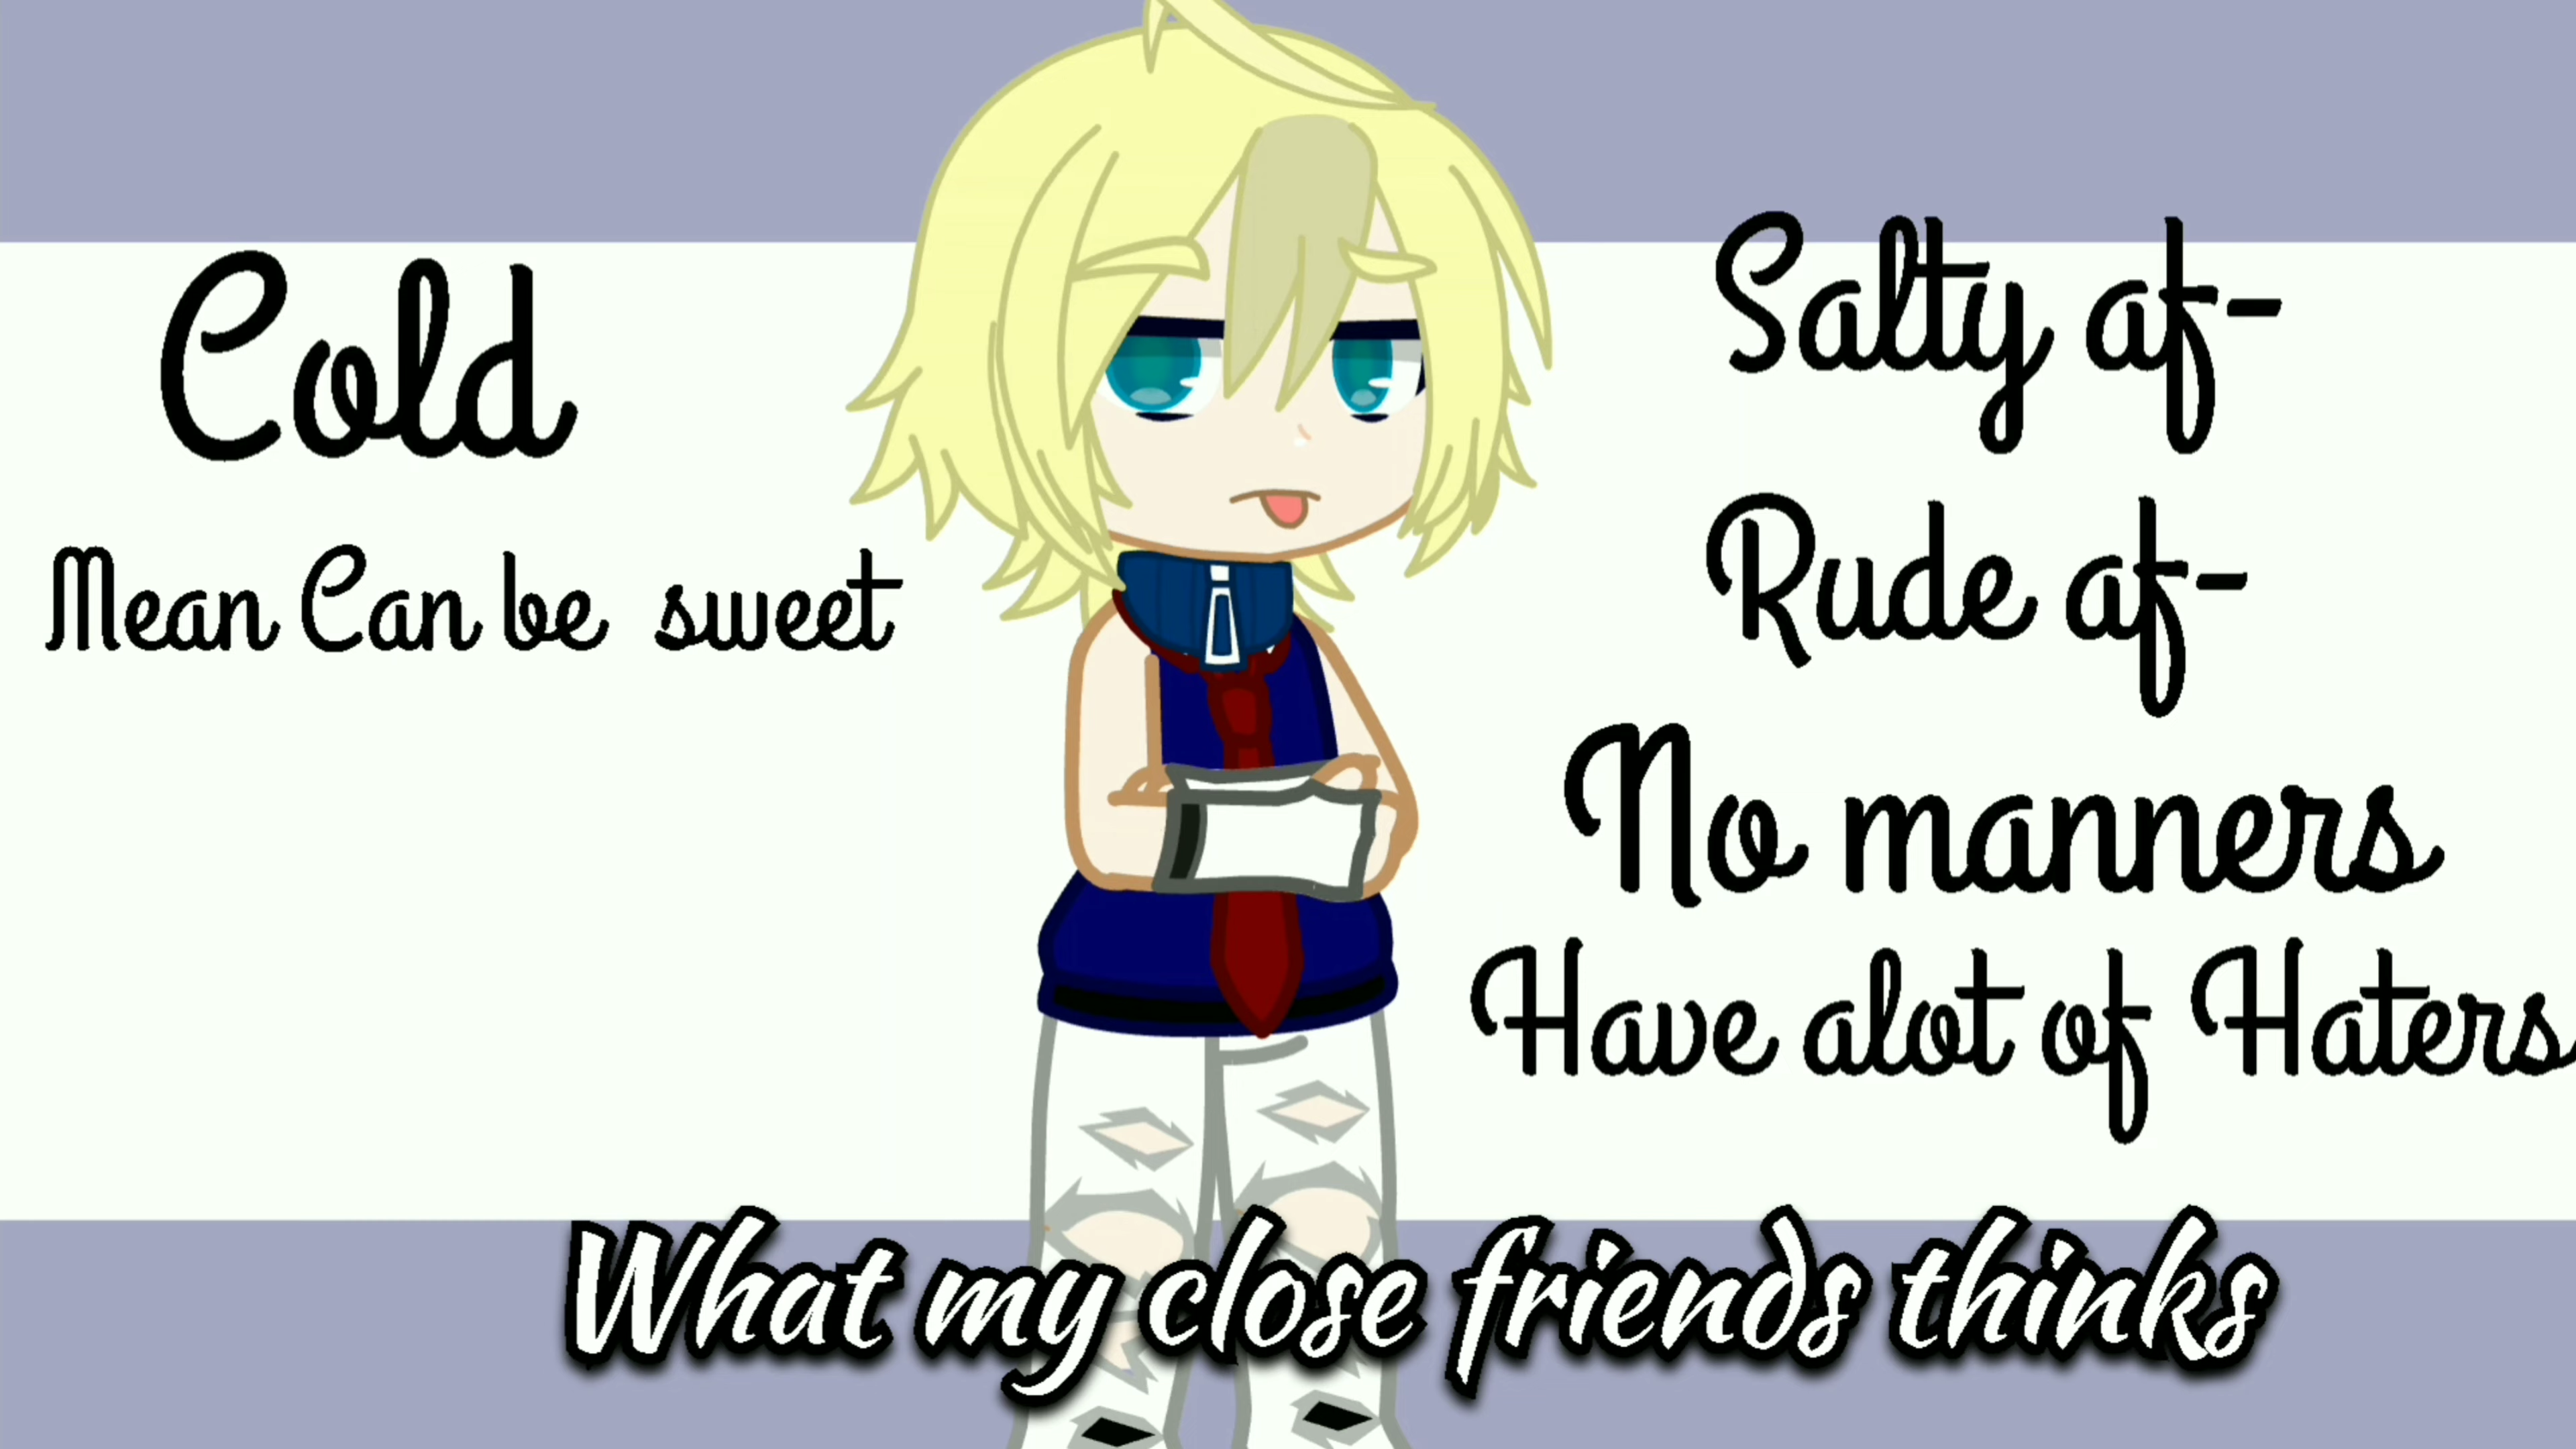 Cold
Mean Can be sweet
Salty af-
Rude af-
No manners
Have alot of Haters
What my close friends thinks